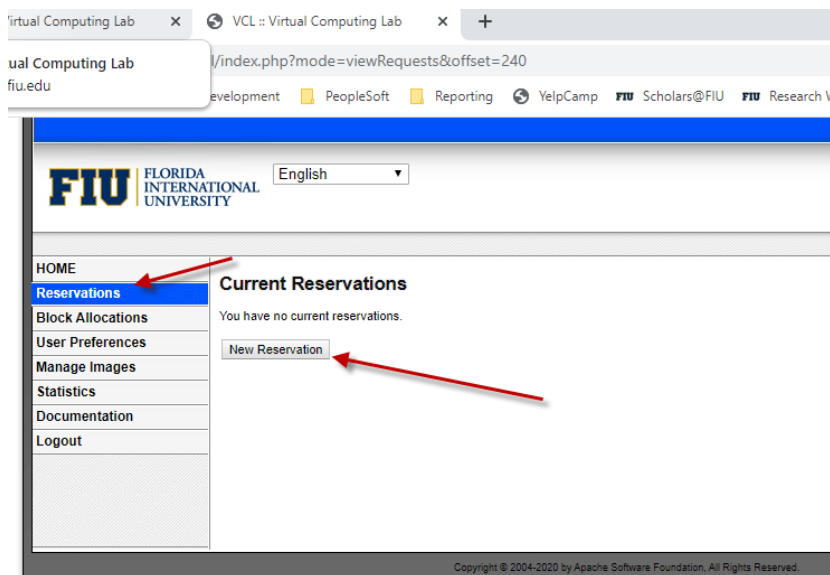 Virtual Computing Lab
VCL :: Virtual Computing Lab
ual Computing Lab
fiu.edu
/index.php?mode=viewRequests&offset=240
evelopment PeopleSoft Reporting YelpCamp FIU Scholars@FIU FIU Research W
FIU FLORIDA
INTERNATIONAL
UNIVERSITY
English
HOME
Reservations
Block Allocations
User Preferences
Manage Images
Statistics
Documentation
Logout
Current Reservations
You have no current reservations.
New Reservation
Copyright © 2004-2020 by Apache Software Foundation, All Rights Reserved.